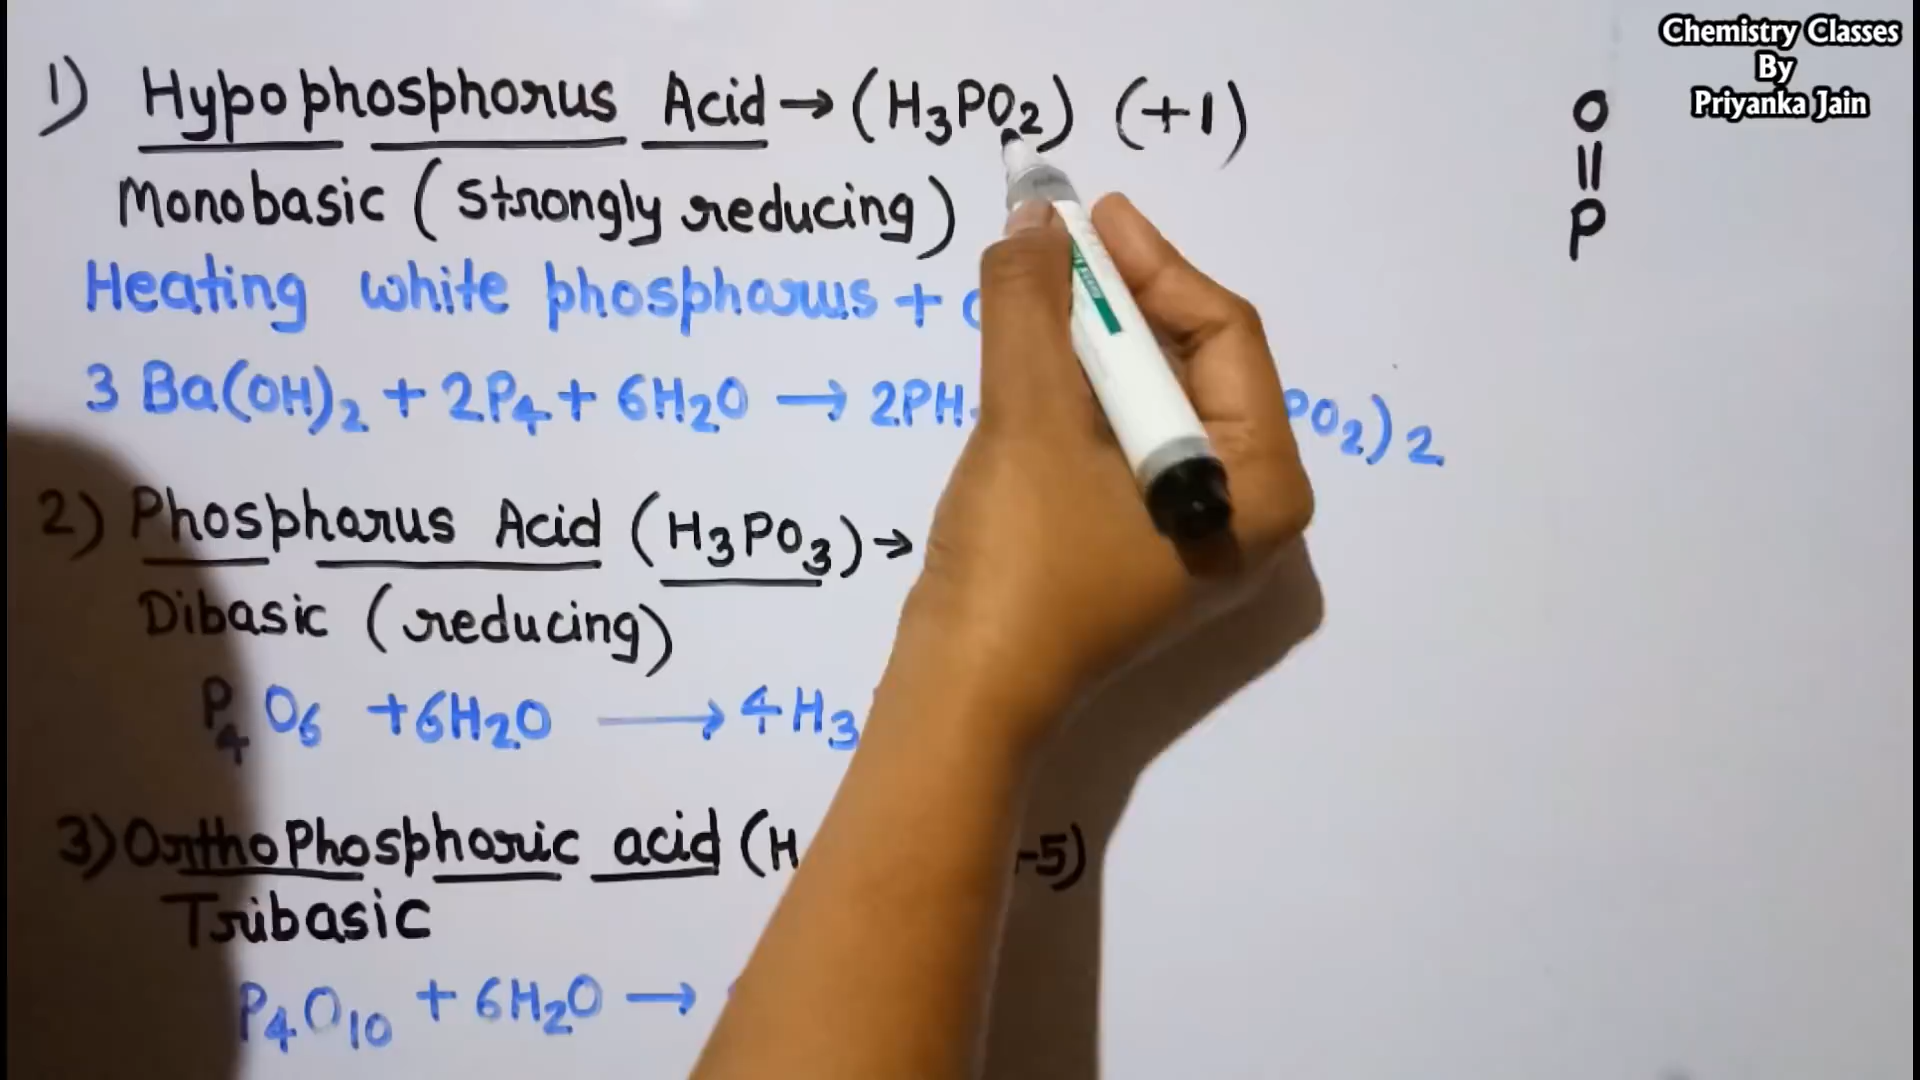 Chemistry Classes
By
Priyanka Jain
1) Hypophosphorus Acid → (H₃PO₂) (+1)
Monobasic (Strongly reducing)
Heating white phosphorus +
3 Ba(OH)₂ + 2P₄ + 6H₂O → 2PH PO₂)2
2) Phosphorus Acid (H₃PO₃) →
Dibasic (reducing)
P₄O₆ + 6H₂O → 4H₃
3) OrthoPhosphoric acid (H 5)
Tribasic
P₄O₁₀ + 6H₂O →
O
||
P